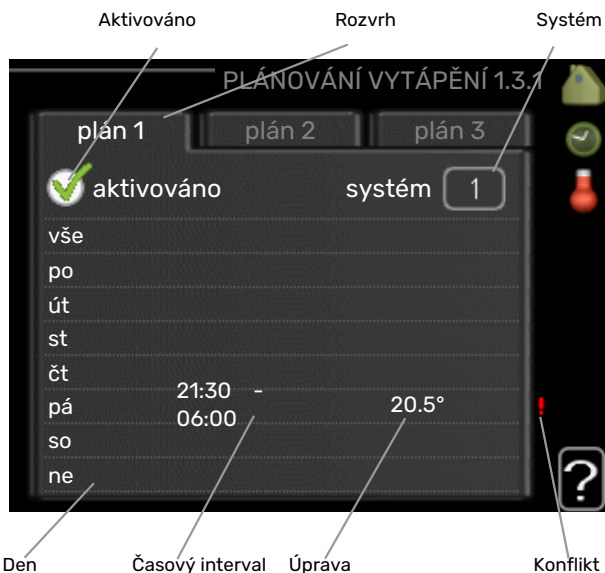 Aktivováno Rozvrh Systém
PLÁNOVÁNÍ VYTÁPĚNÍ 1.3.1
plán 1 plán 2 plán 3
aktivováno systém 1
vše
po
út
st
čt
21:30 -
pá 20.5° !
06:00
so
ne
?
Den Časový interval Úprava Konflikt